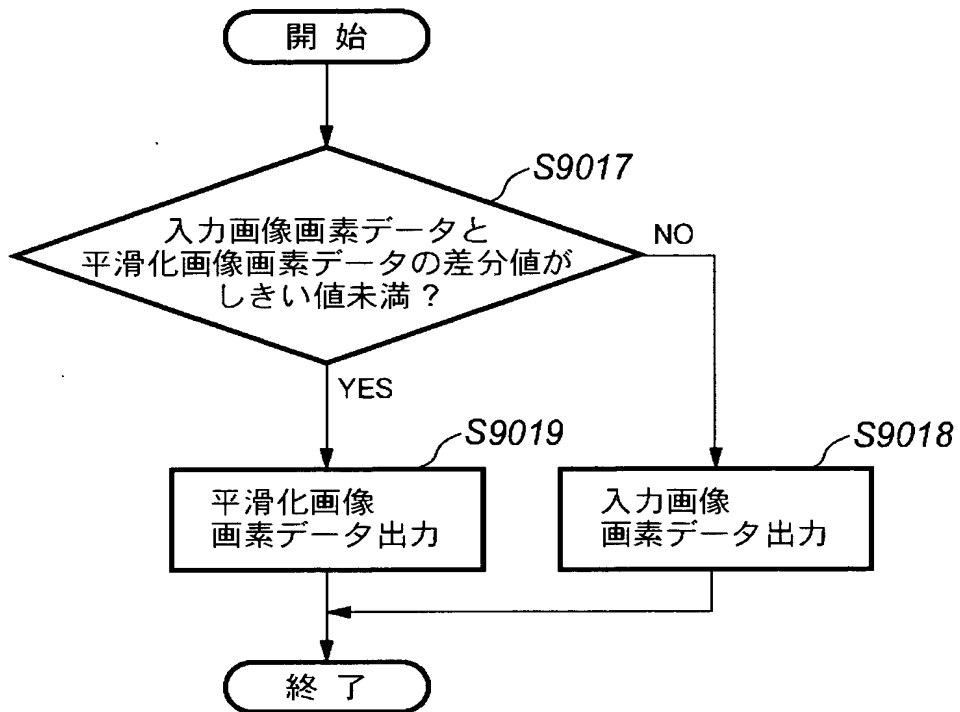 開始
S9017
入力画像画素データと
平滑化画像画素データの差分値が
しきい値未満?
NO
YES
S9019
平滑化画像
画素データ出力
S9018
入力画像
画素データ出力
終了